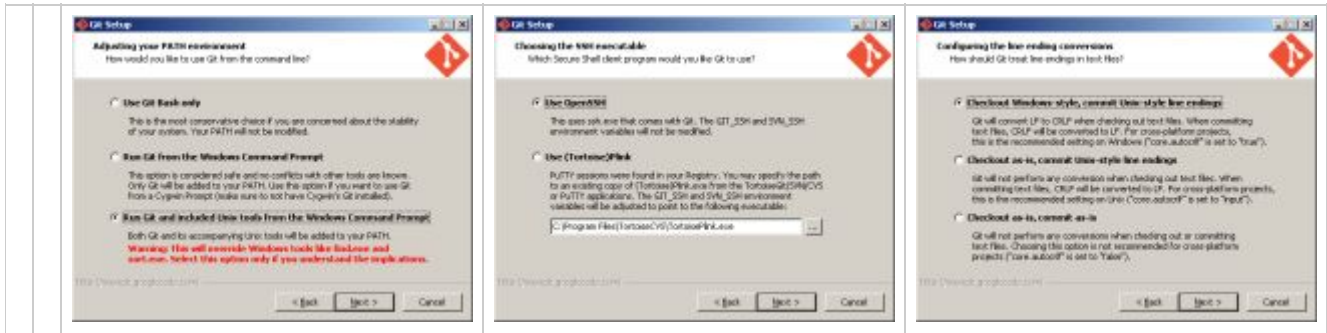 Git Setup
Adjusting your PATH environment
How would you like to use Git from the command line?
Use Git Bash only
This is the most conservative choice if you are concerned about the stability
of your system. Your PATH will not be modified.
Run Git from the Windows Command Prompt
This option is considered safe and no conflicts with other tools are known.
Only Git will be added to your PATH. Use this option if you want to use Git
from a Cygwin Prompt (make sure to not have Cygwin's Git installed).
Run Git and included Unix tools from the Windows Command Prompt
Both Git and its accompanying Unix tools will be added to your PATH.
Warning: This will override Windows tools like find.exe and
sort.exe. Select this option only if you understand the implications.
< Back
Next >
Cancel
Git Setup
Choosing the SSH executable
Which Secure Shell client program would you like Git to use?
Use OpenSSH
This uses ssh.exe that comes with Git. The GIT_SSH and SVN_SSH
environment variables will not be modified.
Use (Tortoise)Plink
PuTTY sessions were found in your Registry. You may specify the path
to an existing copy of (Tortoise)Plink.exe from the TortoiseGit/SVN/CVS
or PuTTY applications. The GIT_SSH and SVN_SSH environment
variables will be adjusted to point to the following executable:
C:\Program Files\TortoiseCVS\TortoisePlink.exe
...
< Back
Next >
Cancel
Git Setup
Configuring the line ending conversions
How should Git treat line endings in text files?
Checkout Windows-style, commit Unix-style line endings
Git will convert LF to CRLF when checking out text files. When committing
text files, CRLF will be converted to LF. For cross-platform projects,
this is the recommended setting on Windows ("core.autocrlf" is set to "true").
Checkout as-is, commit Unix-style line endings
Git will not perform any conversion when checking out text files. When
committing text files, CRLF will be converted to LF. For cross-platform projects,
this is the recommended setting on Unix ("core.autocrlf" is set to "input").
Checkout as-is, commit as-is
Git will not perform any conversions when checking out or committing
text files. Choosing this option is not recommended for cross-platform
projects ("core.autocrlf" is set to "false").
< Back
Next >
Cancel